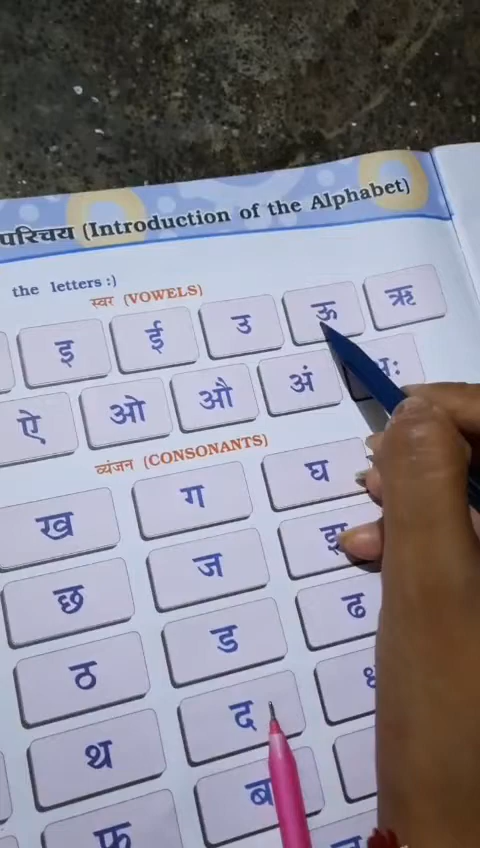 परिचय (Introduction of the Alphabet)
the letters :)
स्वर (VOWELS)
इ ई उ ऊ ऋ
ऐ ओ औ अं
व्यंजन (CONSONANTS)
ख ग घ
छ ज झ
ठ ड ढ
थ द
फ ब